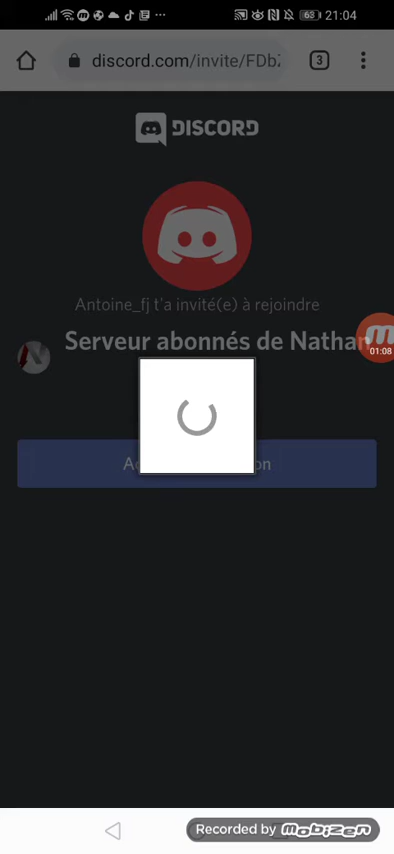 63 21:04
discord.com/invite/FDb
3
DISCORD
Antoine_fj t'a invité(e) à rejoindre
Serveur abonnés de Nathan
01:08
Recorded by MOBIZEN